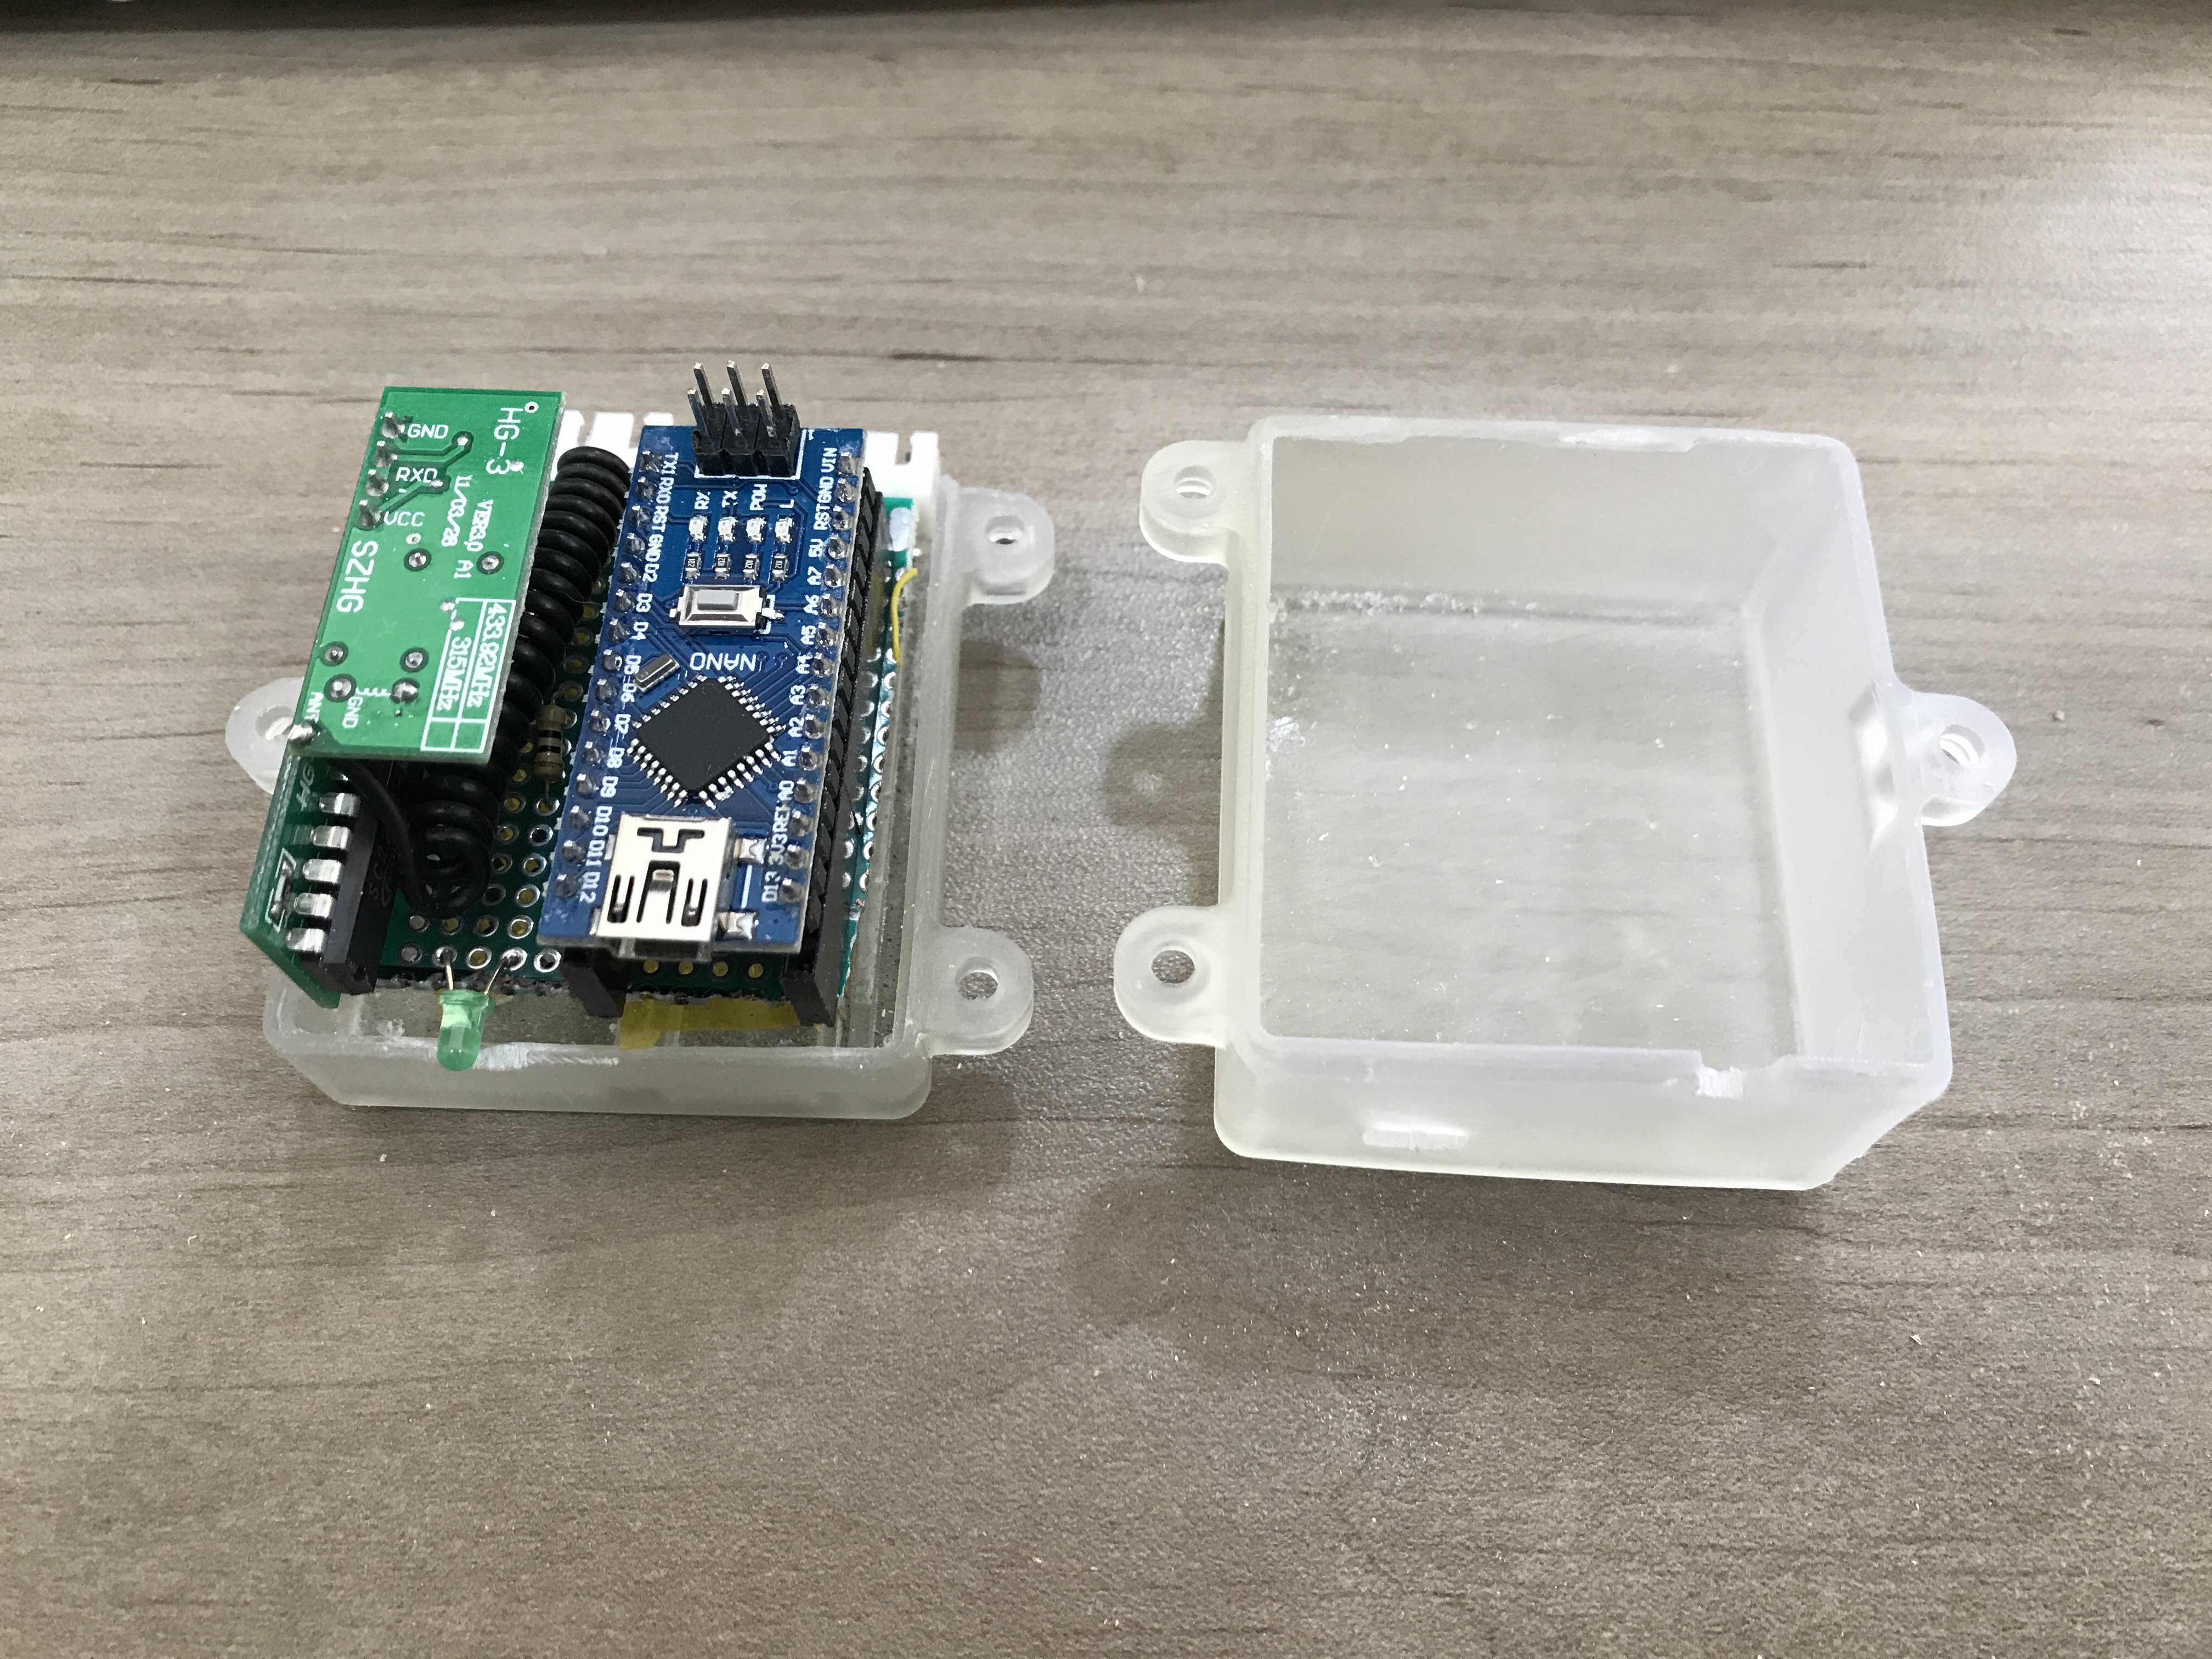 HG-3
VER3.0 A1
11/03/28
GND
RXD
VCC
SZHG
433.92MHz
315MHz
ANT
GND
TX1
RXD
RST
GND
D2
D3
D4
D5
D6
D7
D8
D9
D10
D11
D12
RX
TX
POW
L
NANO
VIN
GND
RST
5V
A7
A6
A5
A4
A3
A2
A1
A0
REF
3V3
D13